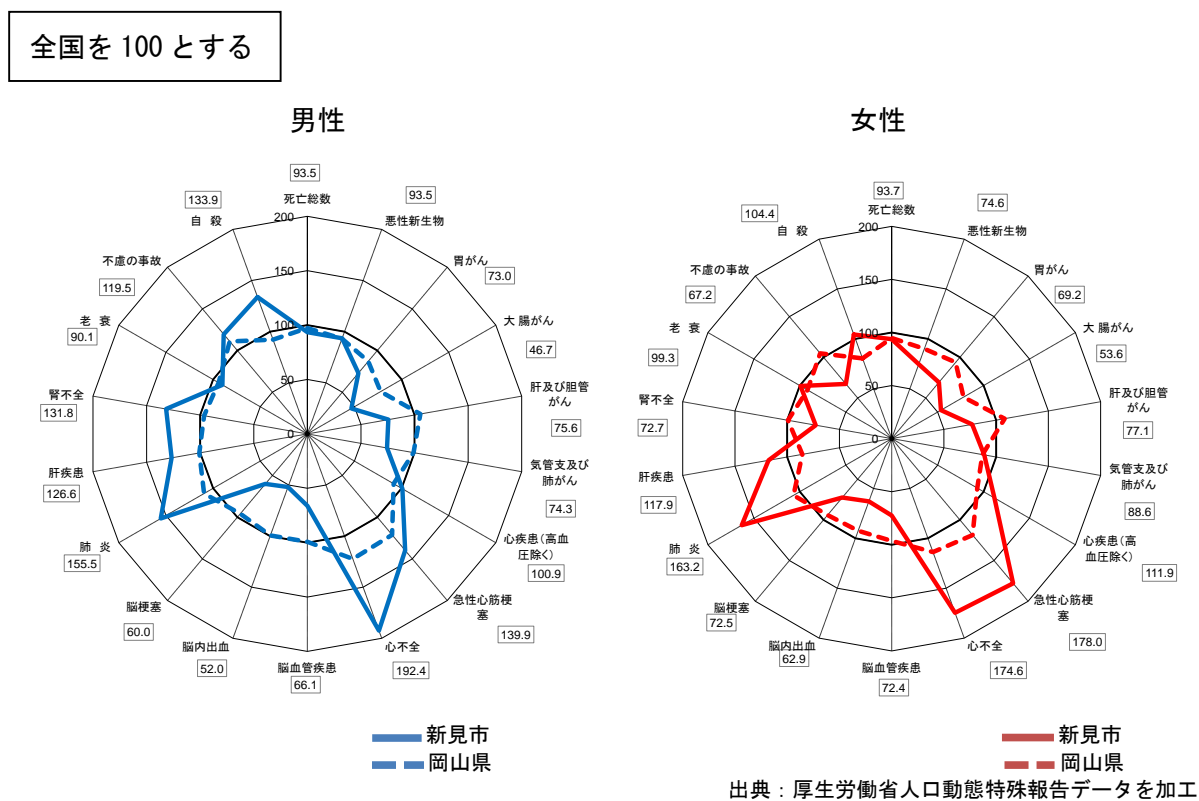 全国を 100 とする
男性
93.5
死亡総数
93.5
悪性新生物
胃がん
73.0
大腸がん
46.7
肝及び胆管
がん
75.6
気管支及び
肺がん
74.3
心疾患(高血
圧除く)
100.9
急性心筋梗
塞
139.9
心不全
192.4
脳血管疾患
66.1
脳内出血
52.0
脳梗塞
60.0
肺 炎
155.5
肝疾患
126.6
腎不全
131.8
老 衰
90.1
不慮の事故
119.5
自 殺
133.9
200
150
100
50
0
新見市
岡山県
女性
93.7
死亡総数
74.6
悪性新生物
胃がん
69.2
大腸がん
53.6
肝及び胆管
がん
77.1
気管支及び
肺がん
88.6
心疾患(高
血圧除く)
111.9
急性心筋梗
塞
178.0
心不全
174.6
脳血管疾患
72.4
脳内出血
62.9
脳梗塞
72.5
肺 炎
163.2
肝疾患
117.9
腎不全
72.7
老 衰
99.3
不慮の事故
67.2
自 殺
104.4
200
150
100
50
0
新見市
岡山県
出典：厚生労働省人口動態特殊報告データを加工